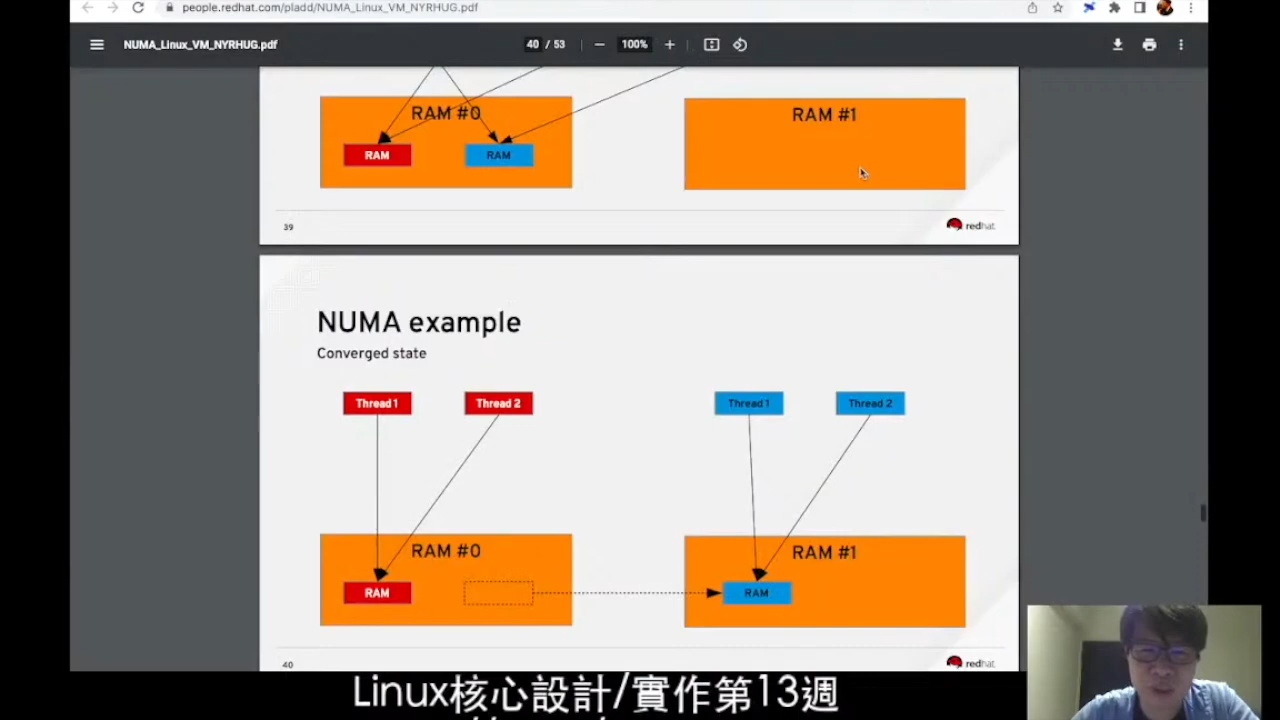 people.redhat.com/pladd/NUMA_Linux_VM_NYRHUG.pdf
NUMA_Linux_VM_NYRHUG.pdf
40 / 53
100%
RAM #0
RAM #1
RAM
RAM
39
redhat
NUMA example
Converged state
Thread 1
Thread 2
Thread 1
Thread 2
RAM #0
RAM #1
RAM
RAM
40
redhat
Linux核心設計/實作第13週